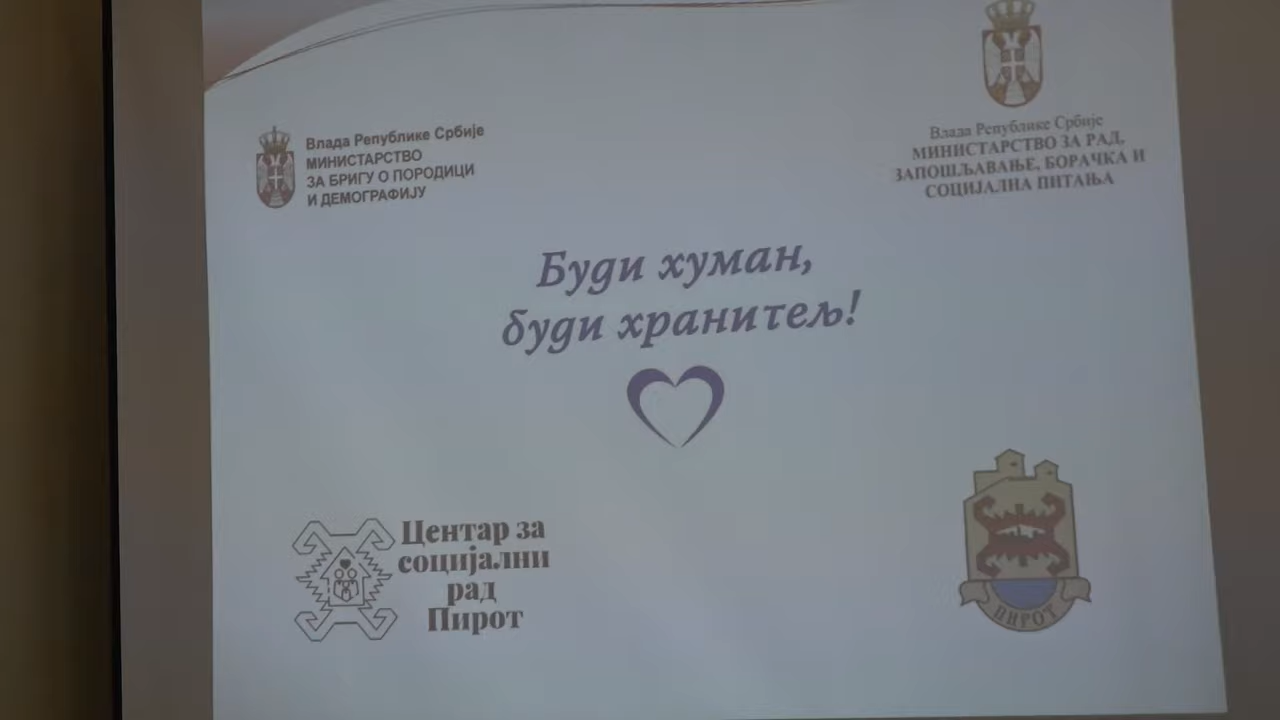 Влада Републике Србије
МИНИСТАРСТВО
ЗА БРИГУ О ПОРОДИЦИ
И ДЕМОГРАФИЈУ
Влада Републике Србије
МИНИСТАРСТВО ЗА РАД,
ЗАПОШЉАВАЊЕ, БОРАЧКА И
СОЦИЈАЛНА ПИТАЊА
Буди хуман,
буди хранитељ!
Центар за
социјални
рад
Пирот
ПИРОТ